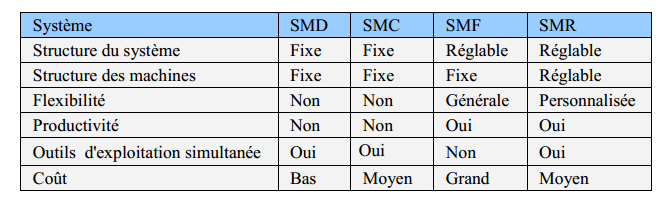 Système SMD SMC SMF SMR
Structure du système Fixe Fixe Réglable Réglable
Structure des machines Fixe Fixe Fixe Réglable
Flexibilité Non Non Générale Personnalisée
Productivité Non Non Oui Oui
Outils d'exploitation simultanée Oui Oui Non Oui
Coût Bas Moyen Grand Moyen